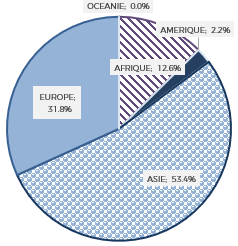 OCEANIE; 0.0%
AMERIQUE; 2.2%
AFRIQUE; 12.6%
EUROPE;
31.8%
ASIE; 53.4%